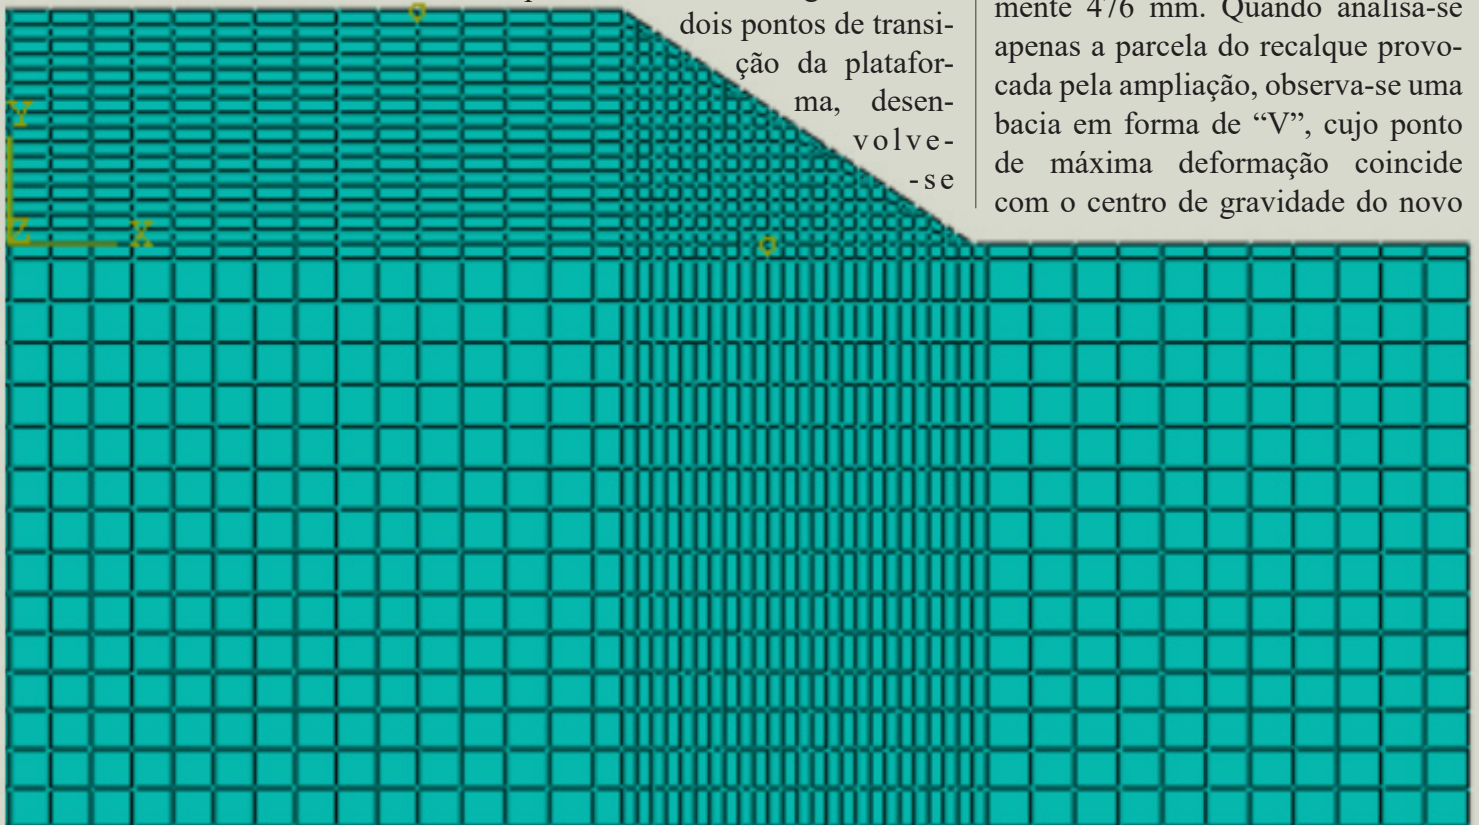 dois pontos de transi-
ção da platafor-
ma, desen-
volve-
-se
mente 476 mm. Quando analisa-se
apenas a parcela do recalque provo-
cada pela ampliação, observa-se uma
bacia em forma de “V”, cujo ponto
de máxima deformação coincide
com o centro de gravidade do novo
Y
Z
X